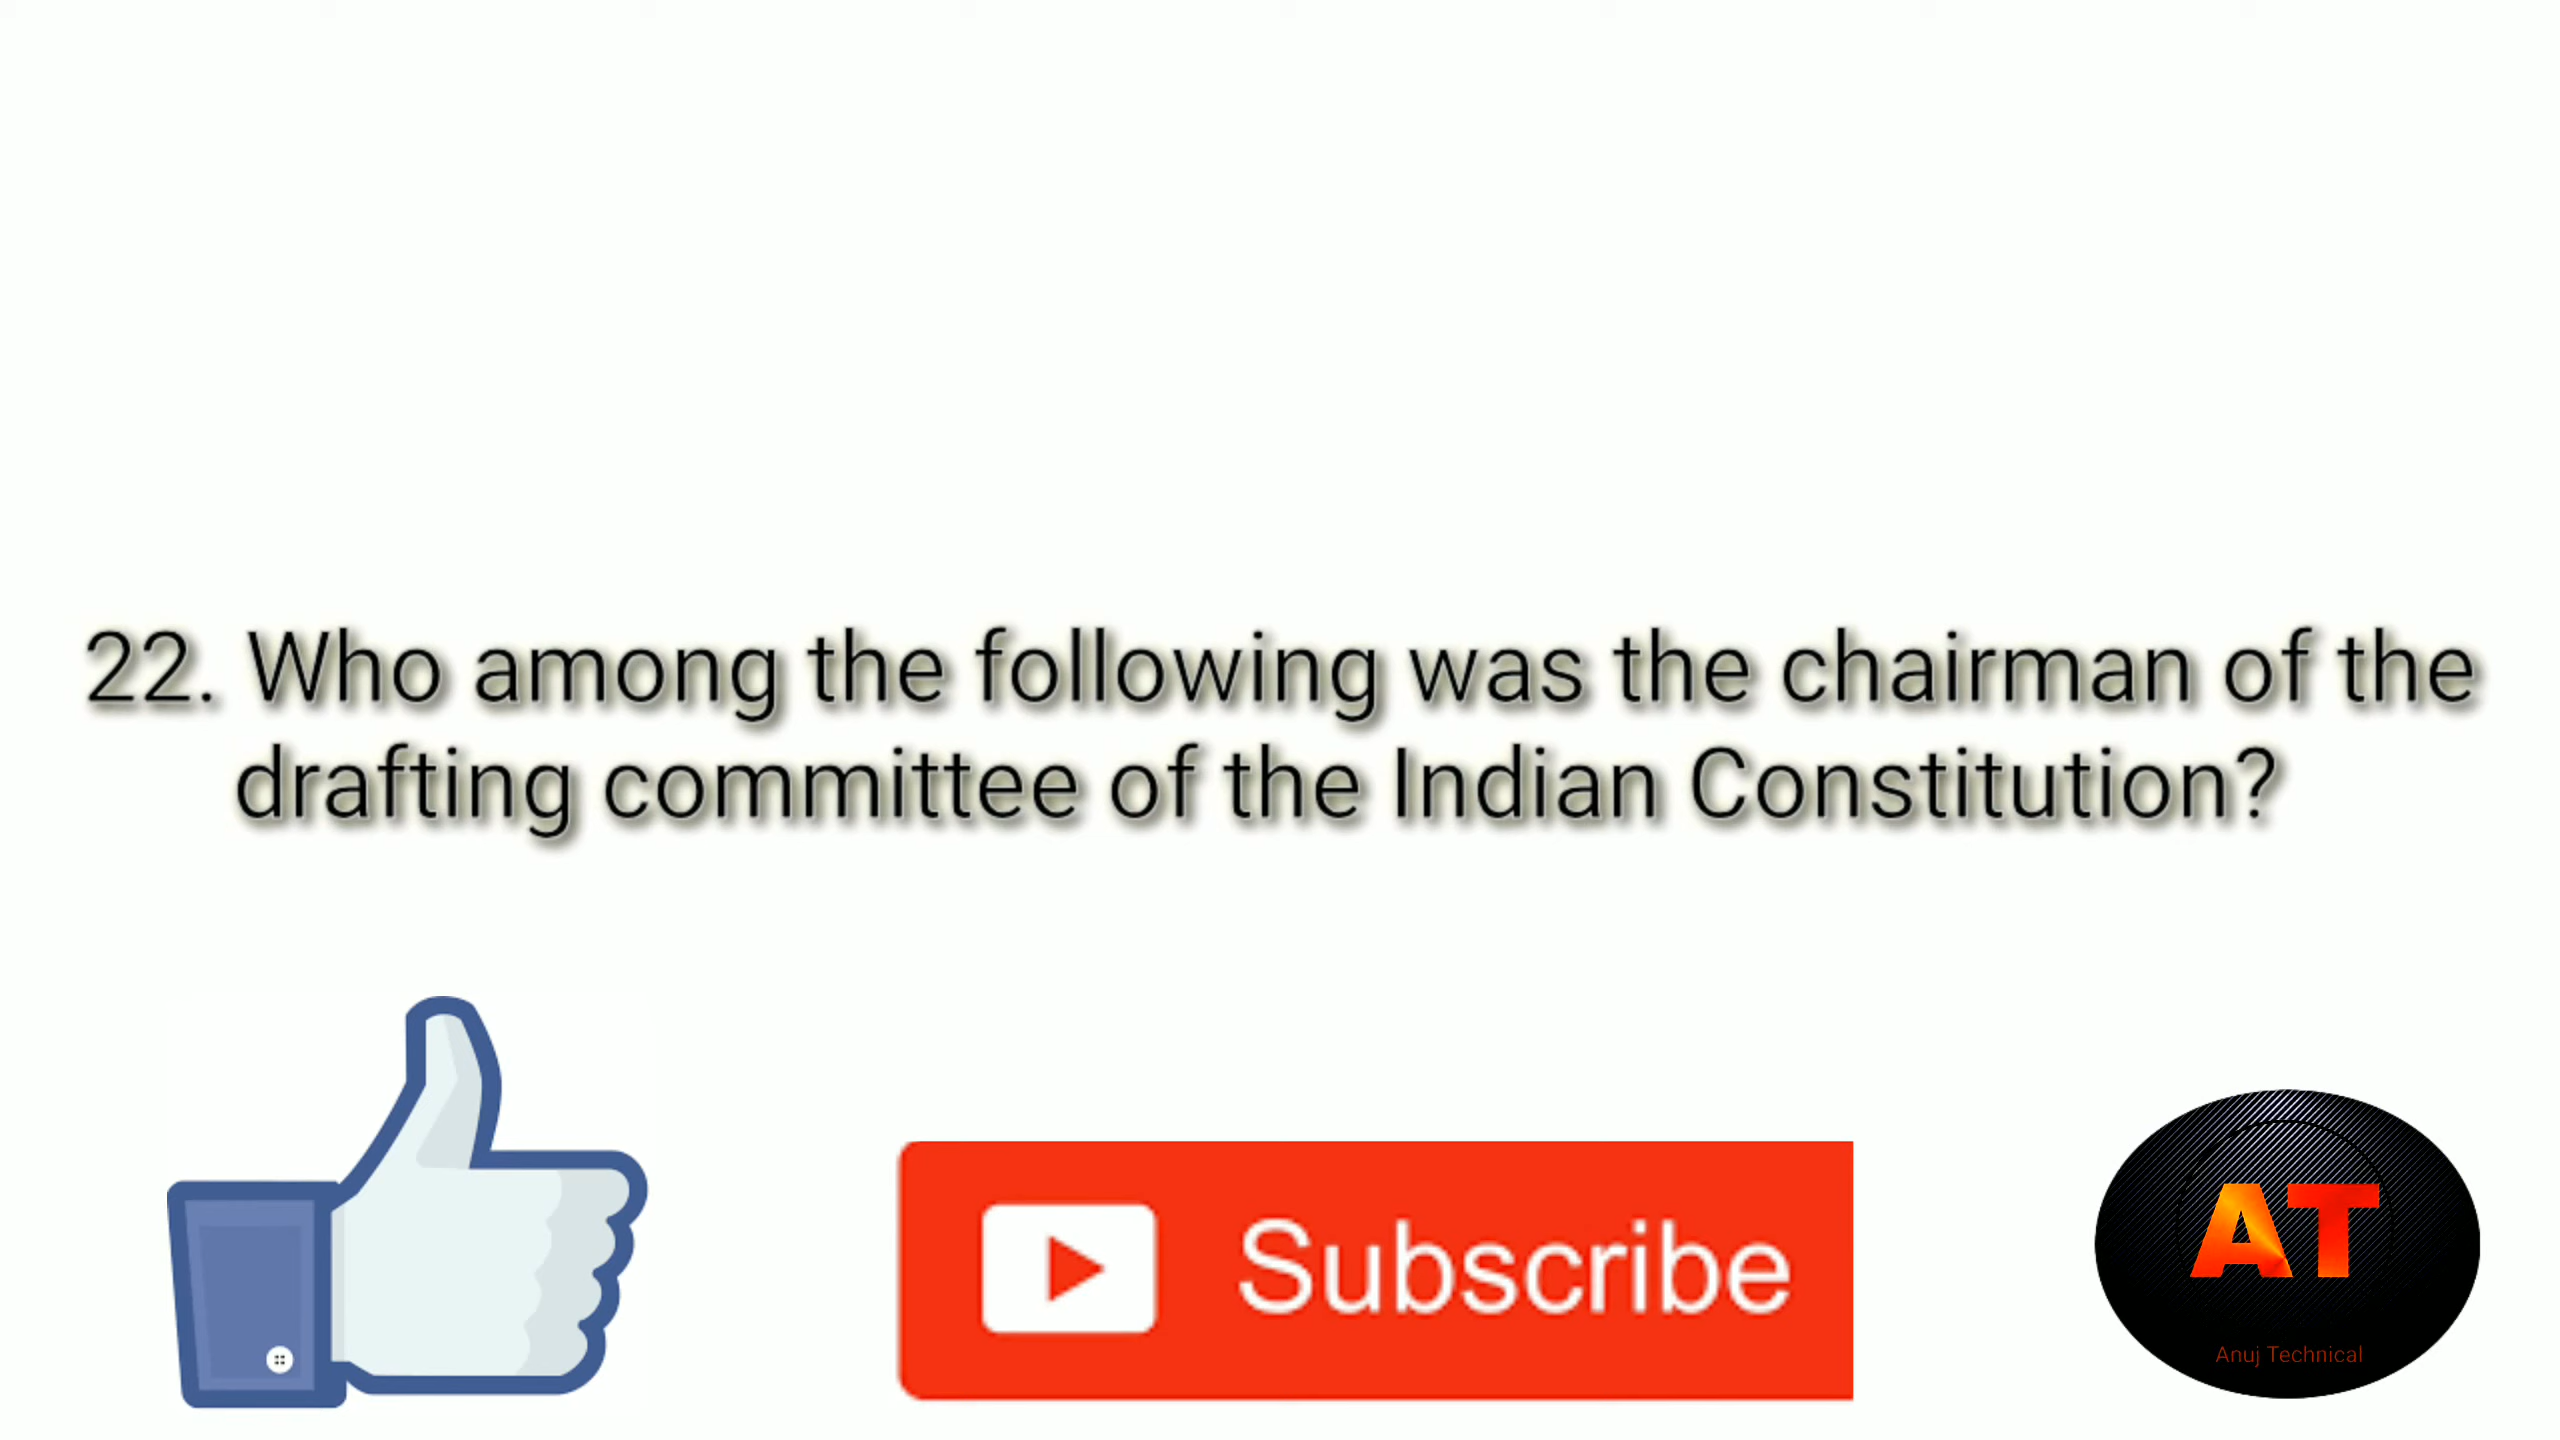 22. Who among the following was the chairman of the
drafting committee of the Indian Constitution?
Subscribe
AT
Anuj Technical